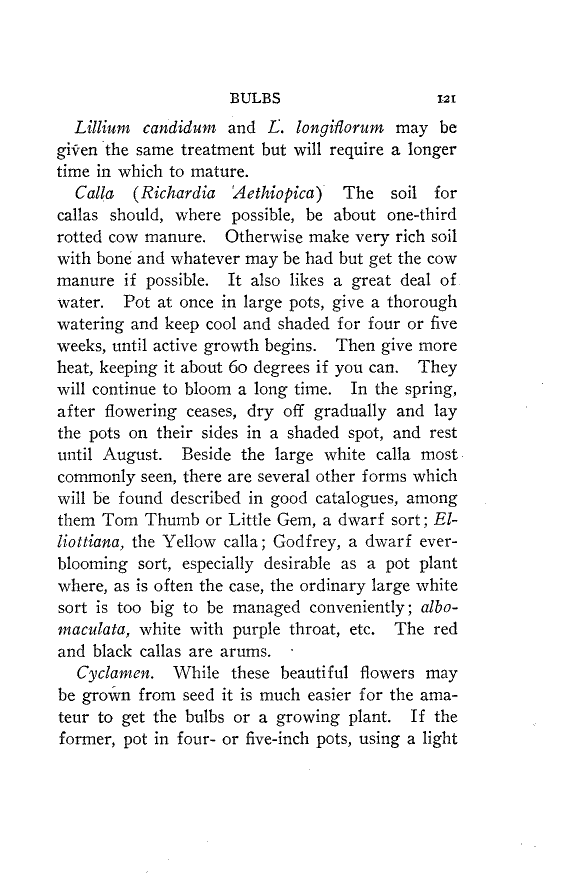 BULBS 121
Lillium candidum and L. longiflorum may be
given the same treatment but will require a longer
time in which to mature.
Calla (Richardia Aethiopica) The soil for
callas should, where possible, be about one-third
rotted cow manure. Otherwise make very rich soil
with bone and whatever may be had but get the cow
manure if possible. It also likes a great deal of
water. Pot at once in large pots, give a thorough
watering and keep cool and shaded for four or five
weeks, until active growth begins. Then give more
heat, keeping it about 60 degrees if you can. They
will continue to bloom a long time. In the spring,
after flowering ceases, dry off gradually and lay
the pots on their sides in a shaded spot, and rest
until August. Beside the large white calla most
commonly seen, there are several other forms which
will be found described in good catalogues, among
them Tom Thumb or Little Gem, a dwarf sort; El-
liottiana, the Yellow calla; Godfrey, a dwarf ever-
blooming sort, especially desirable as a pot plant
where, as is often the case, the ordinary large white
sort is too big to be managed conveniently; albo-
maculata, white with purple throat, etc. The red
and black callas are arums.
Cyclamen. While these beautiful flowers may
be grown from seed it is much easier for the ama-
teur to get the bulbs or a growing plant. If the
former, pot in four- or five-inch pots, using a light